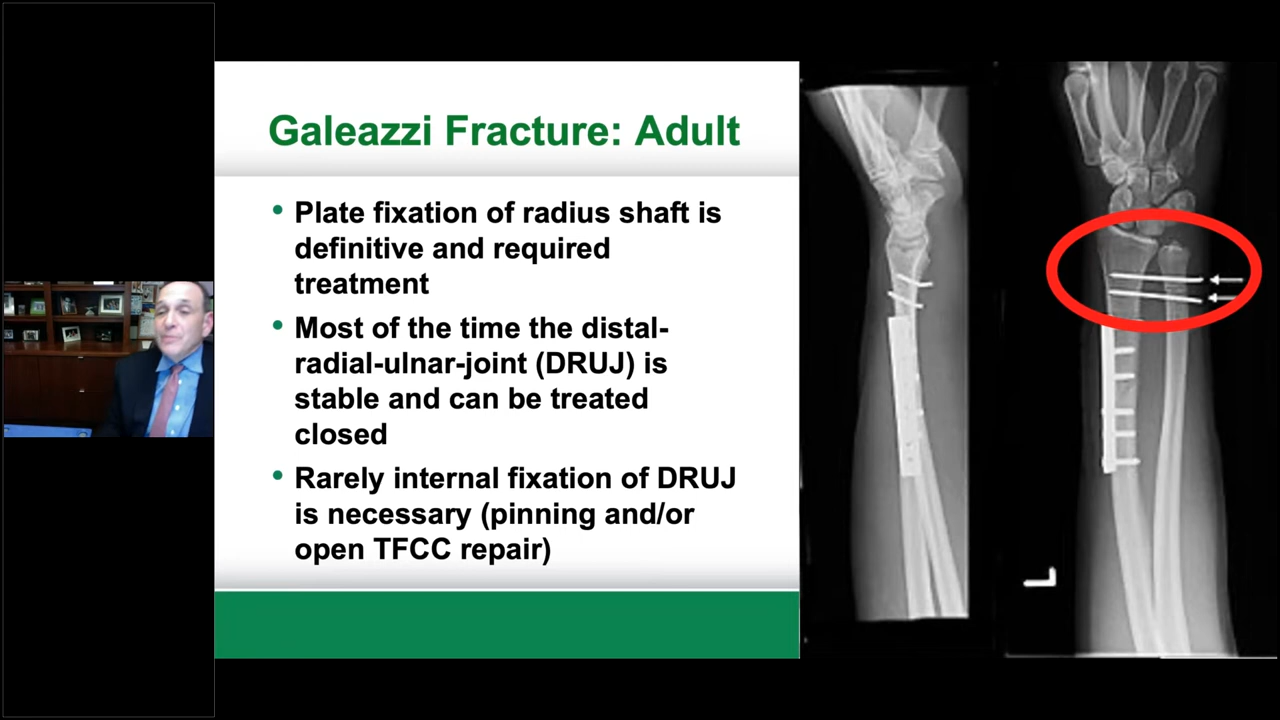 Galeazzi Fracture: Adult
• Plate fixation of radius shaft is
definitive and required
treatment
• Most of the time the distal-
radial-ulnar-joint (DRUJ) is
stable and can be treated
closed
• Rarely internal fixation of DRUJ
is necessary (pinning and/or
open TFCC repair)
L